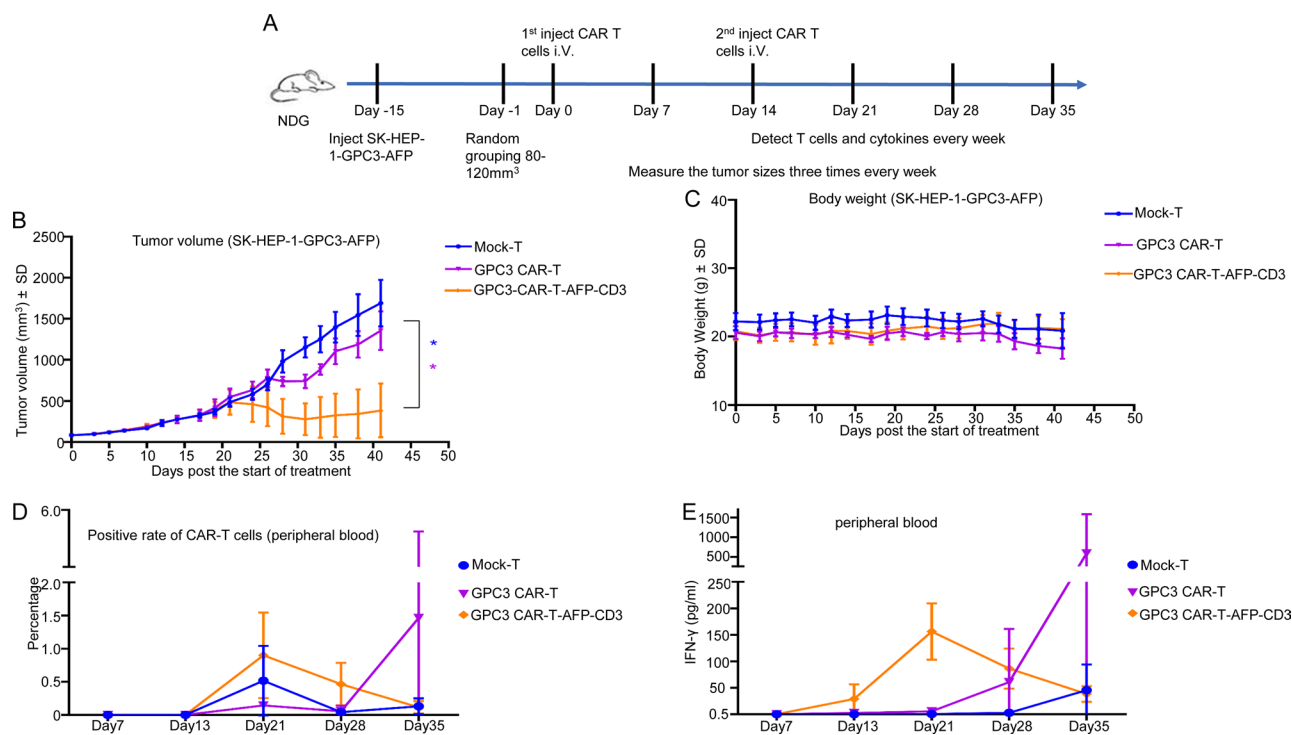 A
1st inject CAR T
cells i.V.
2nd inject CAR T
cells i.V.
NDG
Day -15
Day -1
Day 0
Day 7
Day 14
Day 21
Day 28
Day 35
Inject SK-HEP-
1-GPC3-AFP
Random
grouping 80-
120mm3
Detect T cells and cytokines every week
Measure the tumor sizes three times every week
B
Tumor volume (SK-HEP-1-GPC3-AFP)
Tumor volume (mm3) ± SD
2500
2000
1500
1000
500
0
0 5 10 15 20 25 30 35 40 45 50
Days post the start of treatment
Mock-T
GPC3 CAR-T
GPC3-CAR-T-AFP-CD3
*
*
C
Body weight (SK-HEP-1-GPC3-AFP)
Body Weight (g) ± SD
40
30
20
10
0 5 10 15 20 25 30 35 40 45 50
Days post the start of treatment
Mock-T
GPC3 CAR-T
GPC3 CAR-T-AFP-CD3
D
Positive rate of CAR-T cells (peripheral blood)
Percentage
6.0
2.0
1.5
1.0
0.5
0
Day7 Day13 Day21 Day28 Day35
Mock-T
GPC3 CAR-T
GPC3 CAR-T-AFP-CD3
E
peripheral blood
IFN-γ (pg/ml)
1500
1000
500
250
200
150
100
50
0.5
Day7 Day13 Day21 Day28 Day35
Mock-T
GPC3 CAR-T
GPC3 CAR-T-AFP-CD3